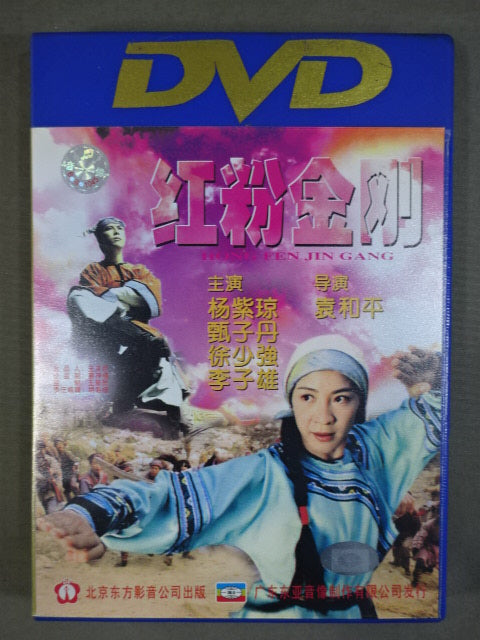 DVD
红粉金刚
HONG FEN JIN GANG
主演 导演
杨紫琼 袁和平
甄子丹
徐少強
李子雄
北京东方影音公司出版 广东东亚音像制作有限公司发行